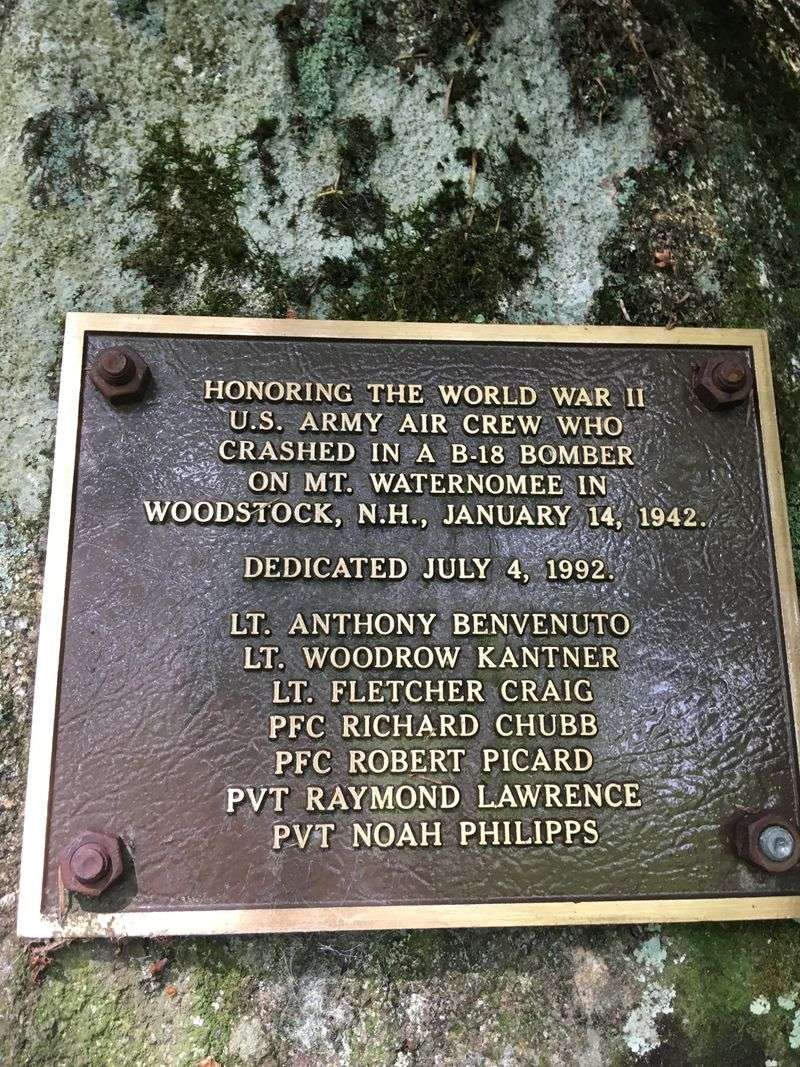 HONORING THE WORLD WAR II
U.S. ARMY AIR CREW WHO
CRASHED IN A B-18 BOMBER
ON MT. WATERNOMEE IN
WOODSTOCK, N.H., JANUARY 14, 1942.
DEDICATED JULY 4, 1992.
LT. ANTHONY BENVENUTO
LT. WOODROW KANTNER
LT. FLETCHER CRAIG
PFC RICHARD CHUBB
PFC ROBERT PICARD
PVT RAYMOND LAWRENCE
PVT NOAH PHILIPPS